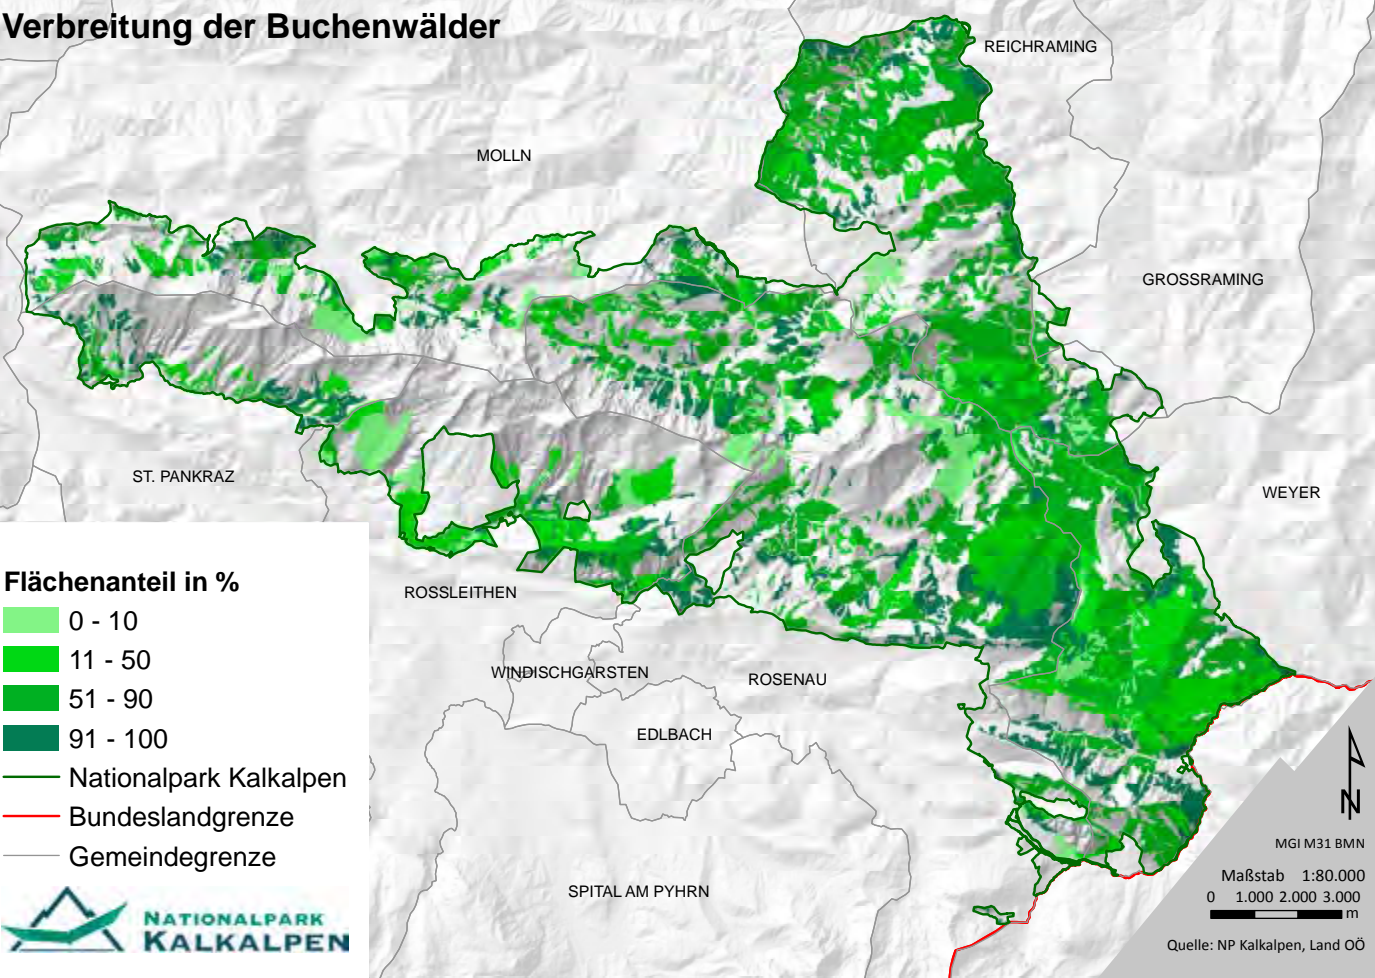 Verbreitung der Buchenwälder
REICHRAMING
MOLLN
GROSSRAMING
ST. PANKRAZ
WEYER
ROSSLEITHEN
WINDISCHGARSTEN
ROSENAU
EDLBACH
SPITAL AM PYHRN
Flächenanteil in %
0 - 10
11 - 50
51 - 90
91 - 100
Nationalpark Kalkalpen
Bundeslandgrenze
Gemeindegrenze
NATIONALPARK
KALKALPEN
N
MGI M31 BMN
Maßstab 1:80.000
0 1.000 2.000 3.000
m
Quelle: NP Kalkalpen, Land OÖ